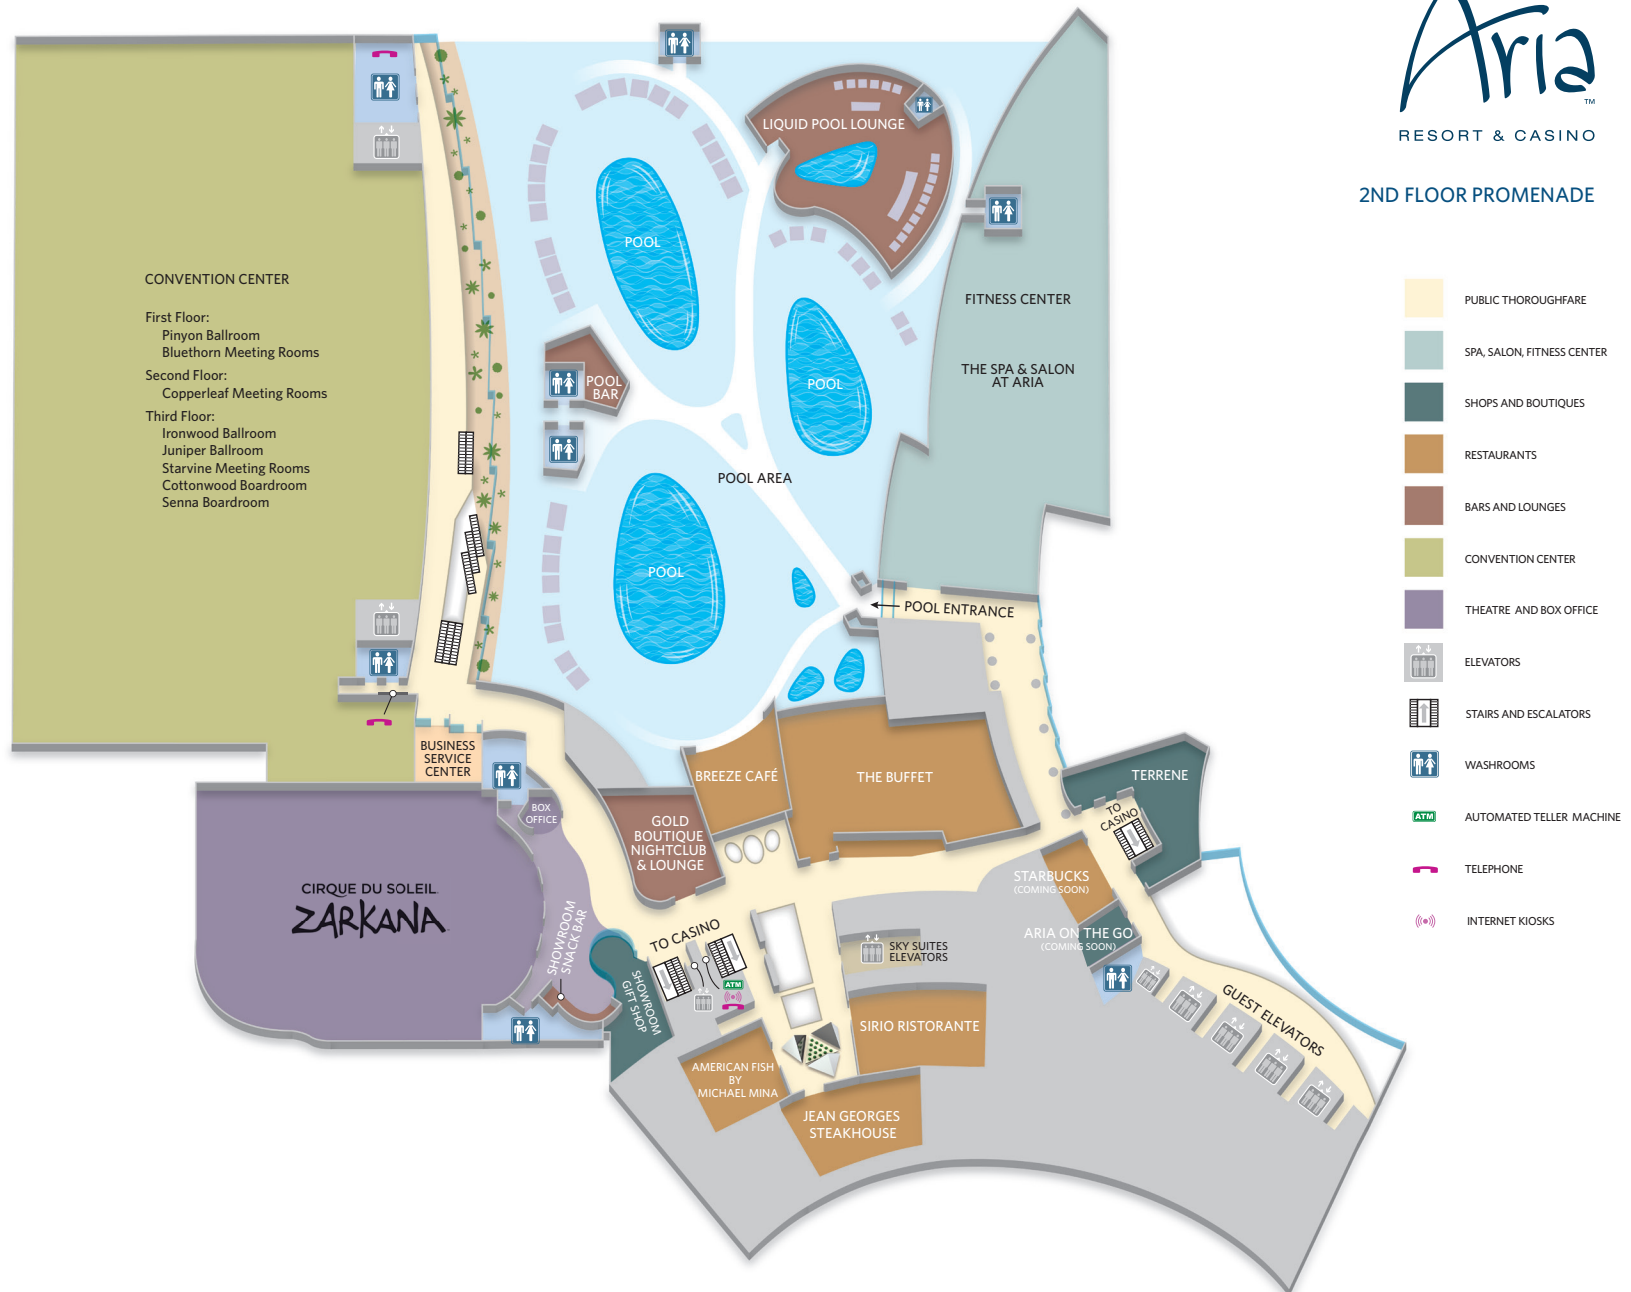 Aria
TM
RESORT & CASINO
2ND FLOOR PROMENADE
PUBLIC THOROUGHFARE
SPA, SALON, FITNESS CENTER
SHOPS AND BOUTIQUES
RESTAURANTS
BARS AND LOUNGES
CONVENTION CENTER
THEATRE AND BOX OFFICE
ELEVATORS
STAIRS AND ESCALATORS
WASHROOMS
ATM
AUTOMATED TELLER MACHINE
TELEPHONE
INTERNET KIOSKS
CONVENTION CENTER
First Floor:
Pinyon Ballroom
Bluethorn Meeting Rooms
Second Floor:
Copperleaf Meeting Rooms
Third Floor:
Ironwood Ballroom
Juniper Ballroom
Starvine Meeting Rooms
Cottonwood Boardroom
Senna Boardroom
LIQUID POOL LOUNGE
POOL
FITNESS CENTER
THE SPA & SALON
AT ARIA
POOL
BAR
POOL
POOL AREA
POOL
POOL ENTRANCE
BUSINESS
SERVICE
CENTER
BREEZE CAFÉ
THE BUFFET
TERRENE
TO
CASINO
BOX
OFFICE
GOLD
BOUTIQUE
NIGHTCLUB
& LOUNGE
CIRQUE DU SOLEIL
ZARKANA
STARBUCKS
(COMING SOON)
ARIA ON THE GO
(COMING SOON)
SHOWROOM
SNACK BAR
TO CASINO
SKY SUITES
ELEVATORS
SHOWROOM
GIFT SHOP
ATM
GUEST ELEVATORS
SIRIO RISTORANTE
AMERICAN FISH
BY
MICHAEL MINA
JEAN GEORGES
STEAKHOUSE